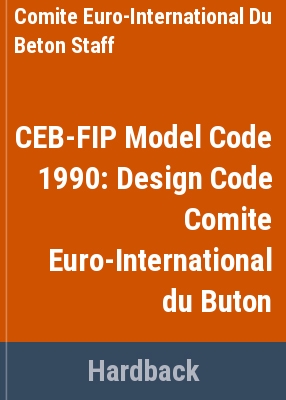 Comite Euro-International Du
Beton Staff
CEB-FIP Model Code
1990: Design Code
Comite
Euro-International
du Buton
Hardback